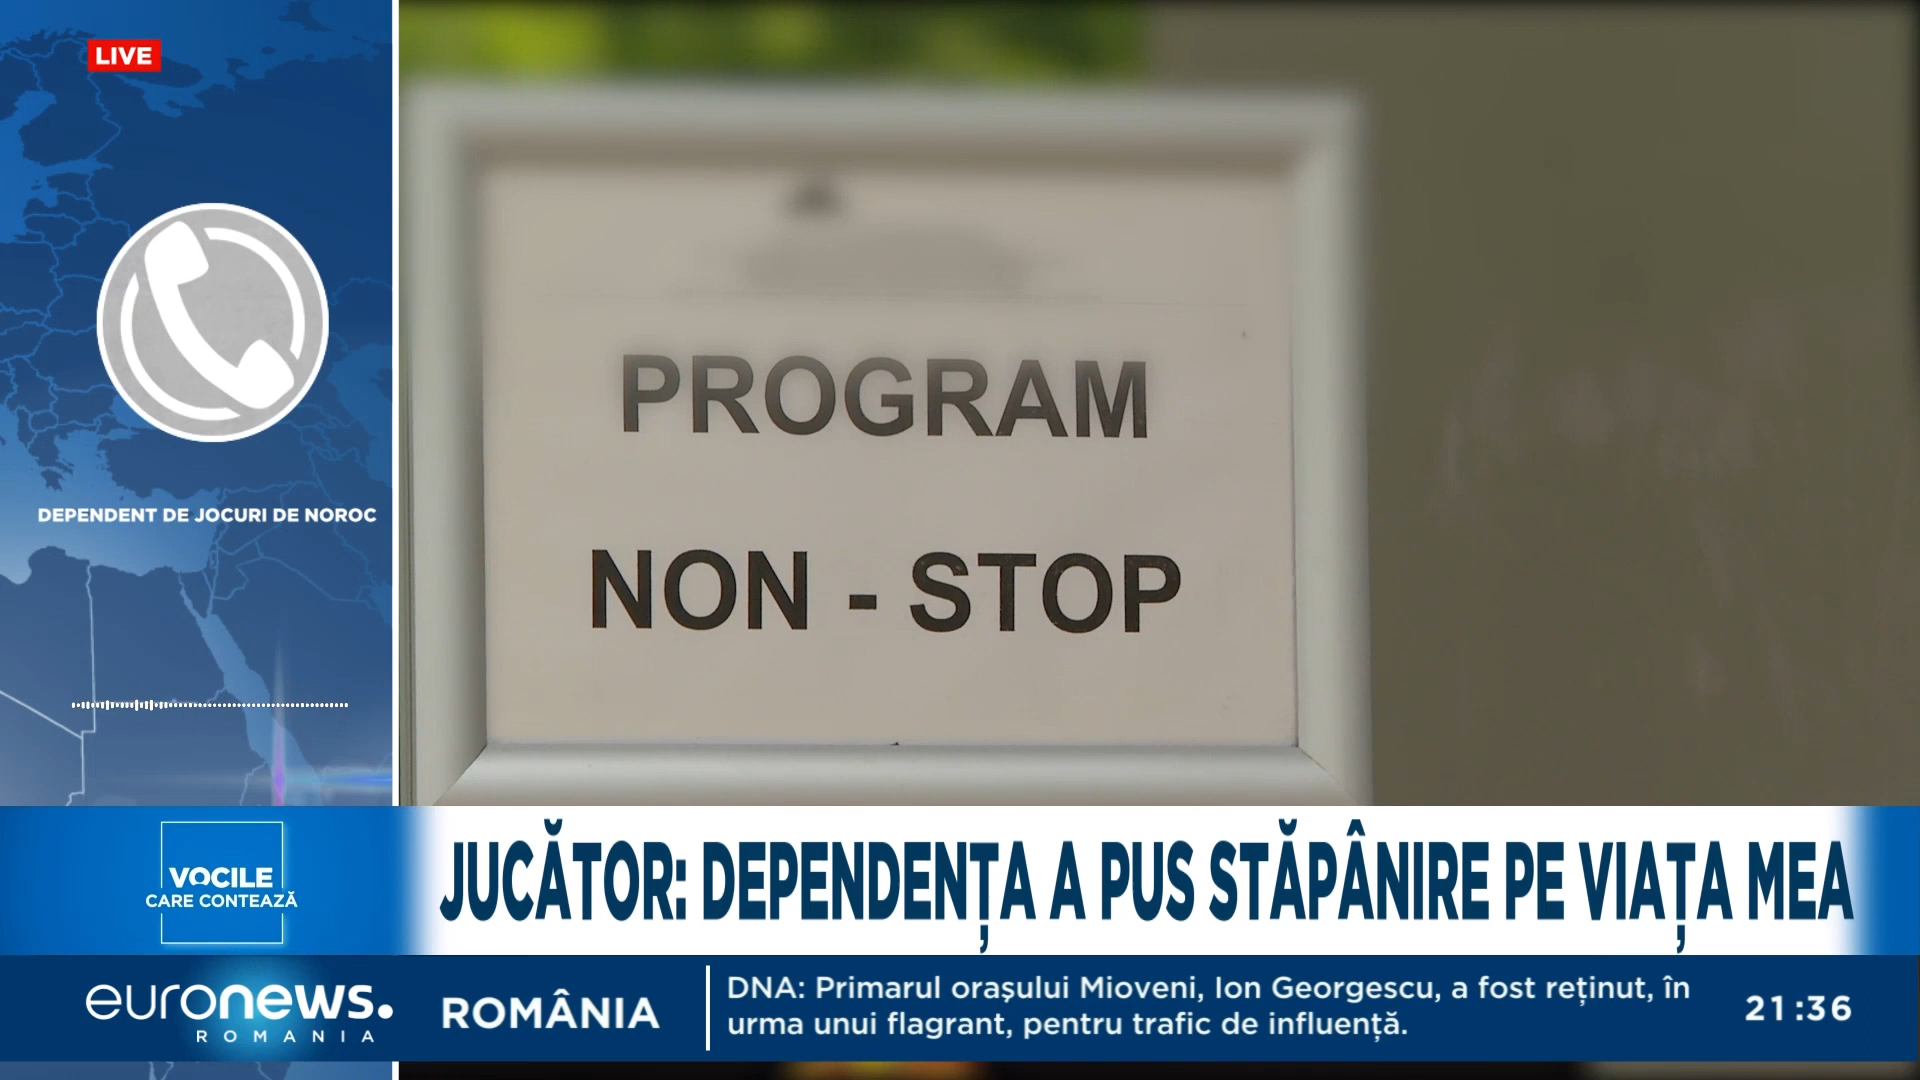 LIVE
DEPENDENT DE JOCURI DE NOROC
PROGRAM
NON - STOP
VOCILE
CARE CONTEAZĂ
JUCĂTOR: DEPENDENȚA A PUS STĂPÂNIRE PE VIAȚA MEA
euronews.
ROMANIA
ROMÂNIA
DNA: Primarul orașului Mioveni, Ion Georgescu, a fost reținut, în
urma unui flagrant, pentru trafic de influență.
21:36